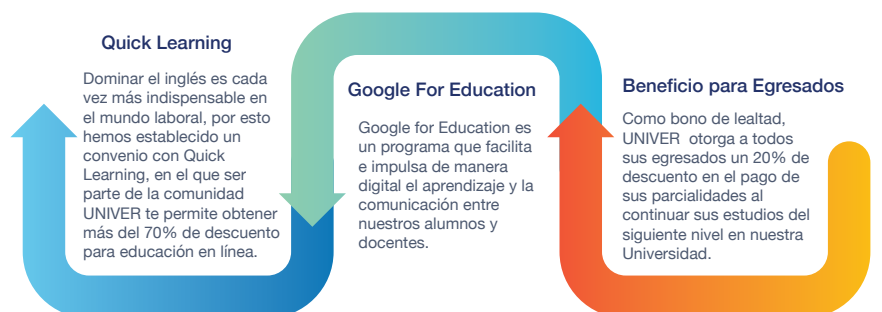 Quick Learning
Dominar el inglés es cada
vez más indispensable en
el mundo laboral, por esto
hemos establecido un
convenio con Quick
Learning, en el que ser
parte de la comunidad
UNIVER te permite obtener
más del 70% de descuento
para educación en línea.
Google For Education
Google for Education es
un programa que facilita
e impulsa de manera
digital el aprendizaje y la
comunicación entre
nuestros alumnos y
docentes.
Beneficio para Egresados
Como bono de lealtad,
UNIVER otorga a todos
sus egresados un 20% de
descuento en el pago de
sus parcialidades al
continuar sus estudios del
siguiente nivel en nuestra
Universidad.